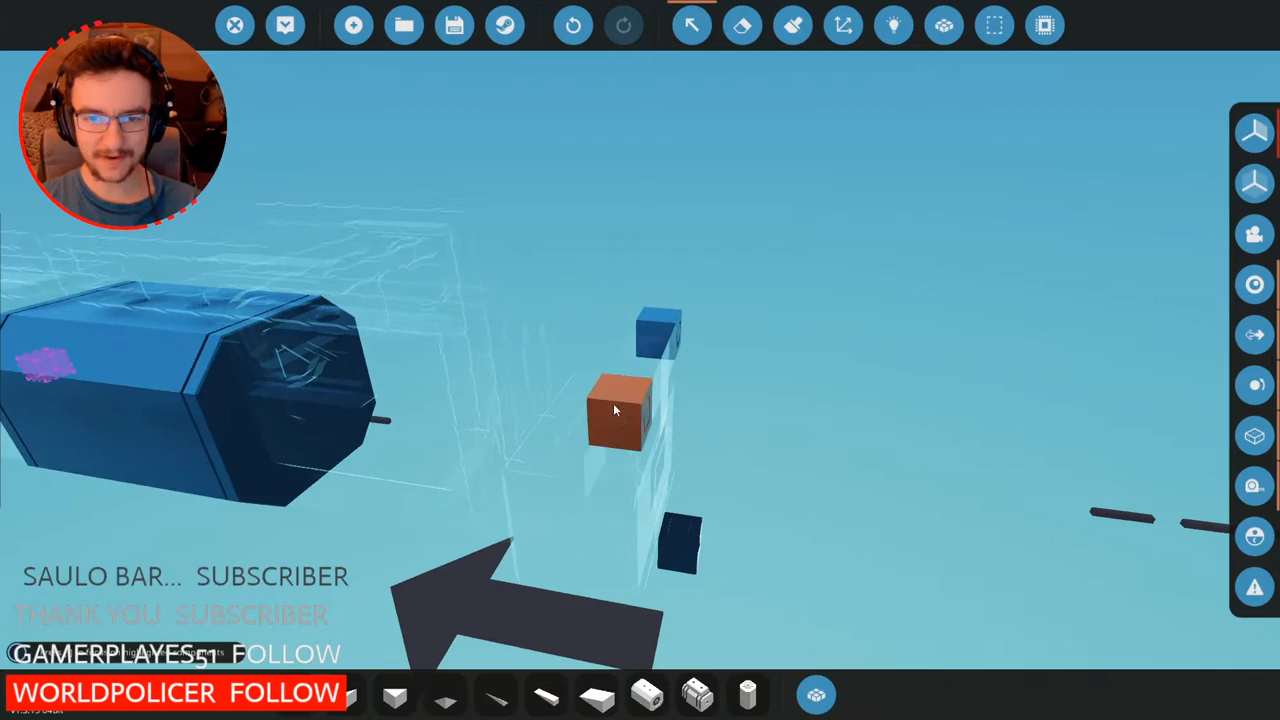 SAULO BAR... SUBSCRIBER
THANK YOU SUBSCRIBER
GAMERPLAYES51 FOLLOW
WORLDPOLICER FOLLOW